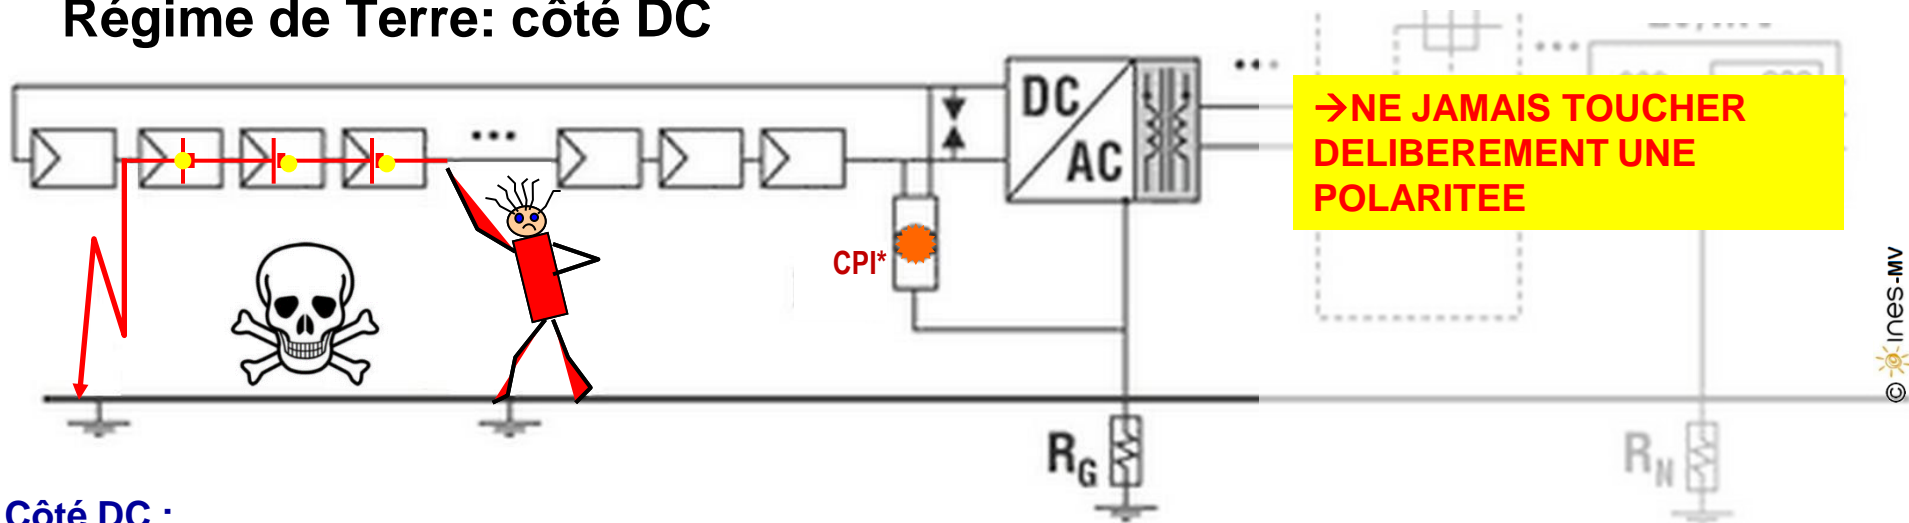 Régime de Terre: côté DC
DC
AC
→NE JAMAIS TOUCHER
DELIBEREMENT UNE
POLARITEE
CPI*
© ines-MV
RG
RN
Côté DC :